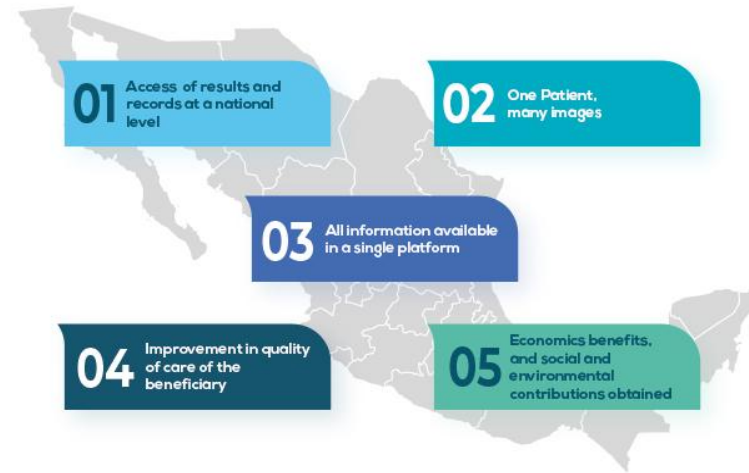 01
Access of results and
records at a national
level
02
One Patient,
many images
03
All information available
in a single platform
04
Improvement in quality
of care of the
beneficiary
05
Economics benefits,
and social and
environmental
contributions obtained